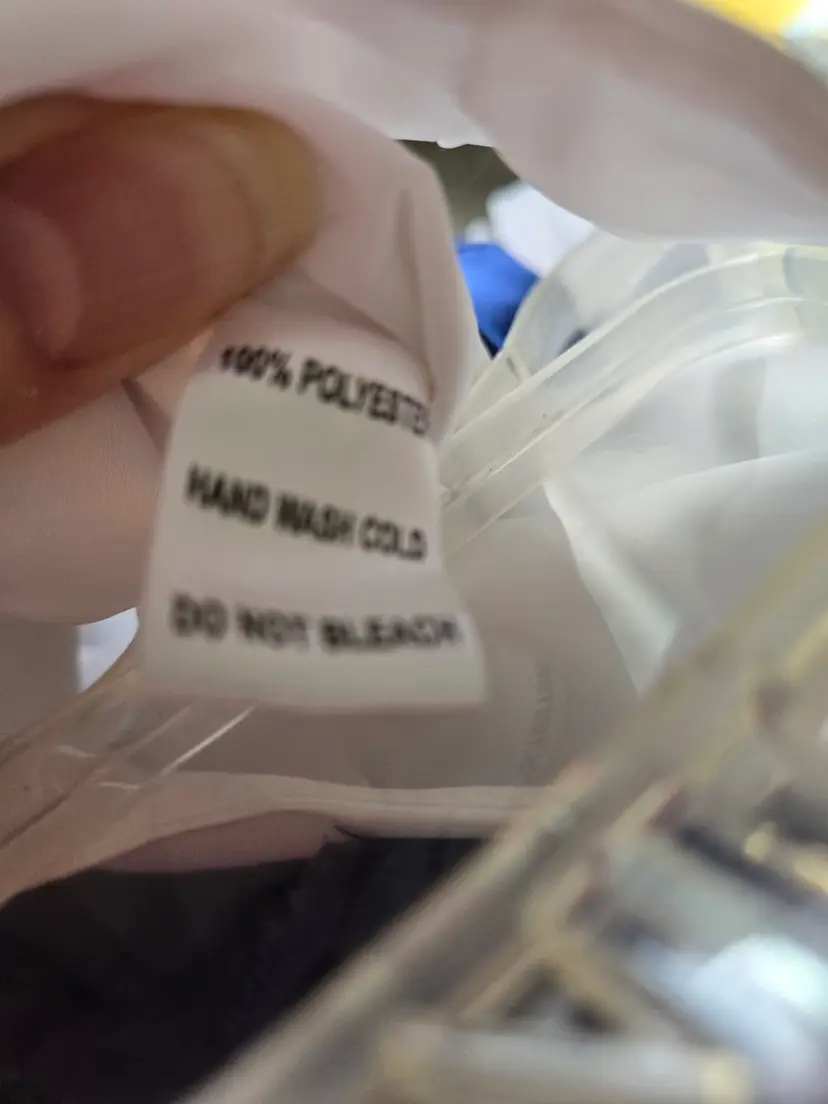 100% POLYESTER
HAND WASH COLD
DO NOT BLEACH